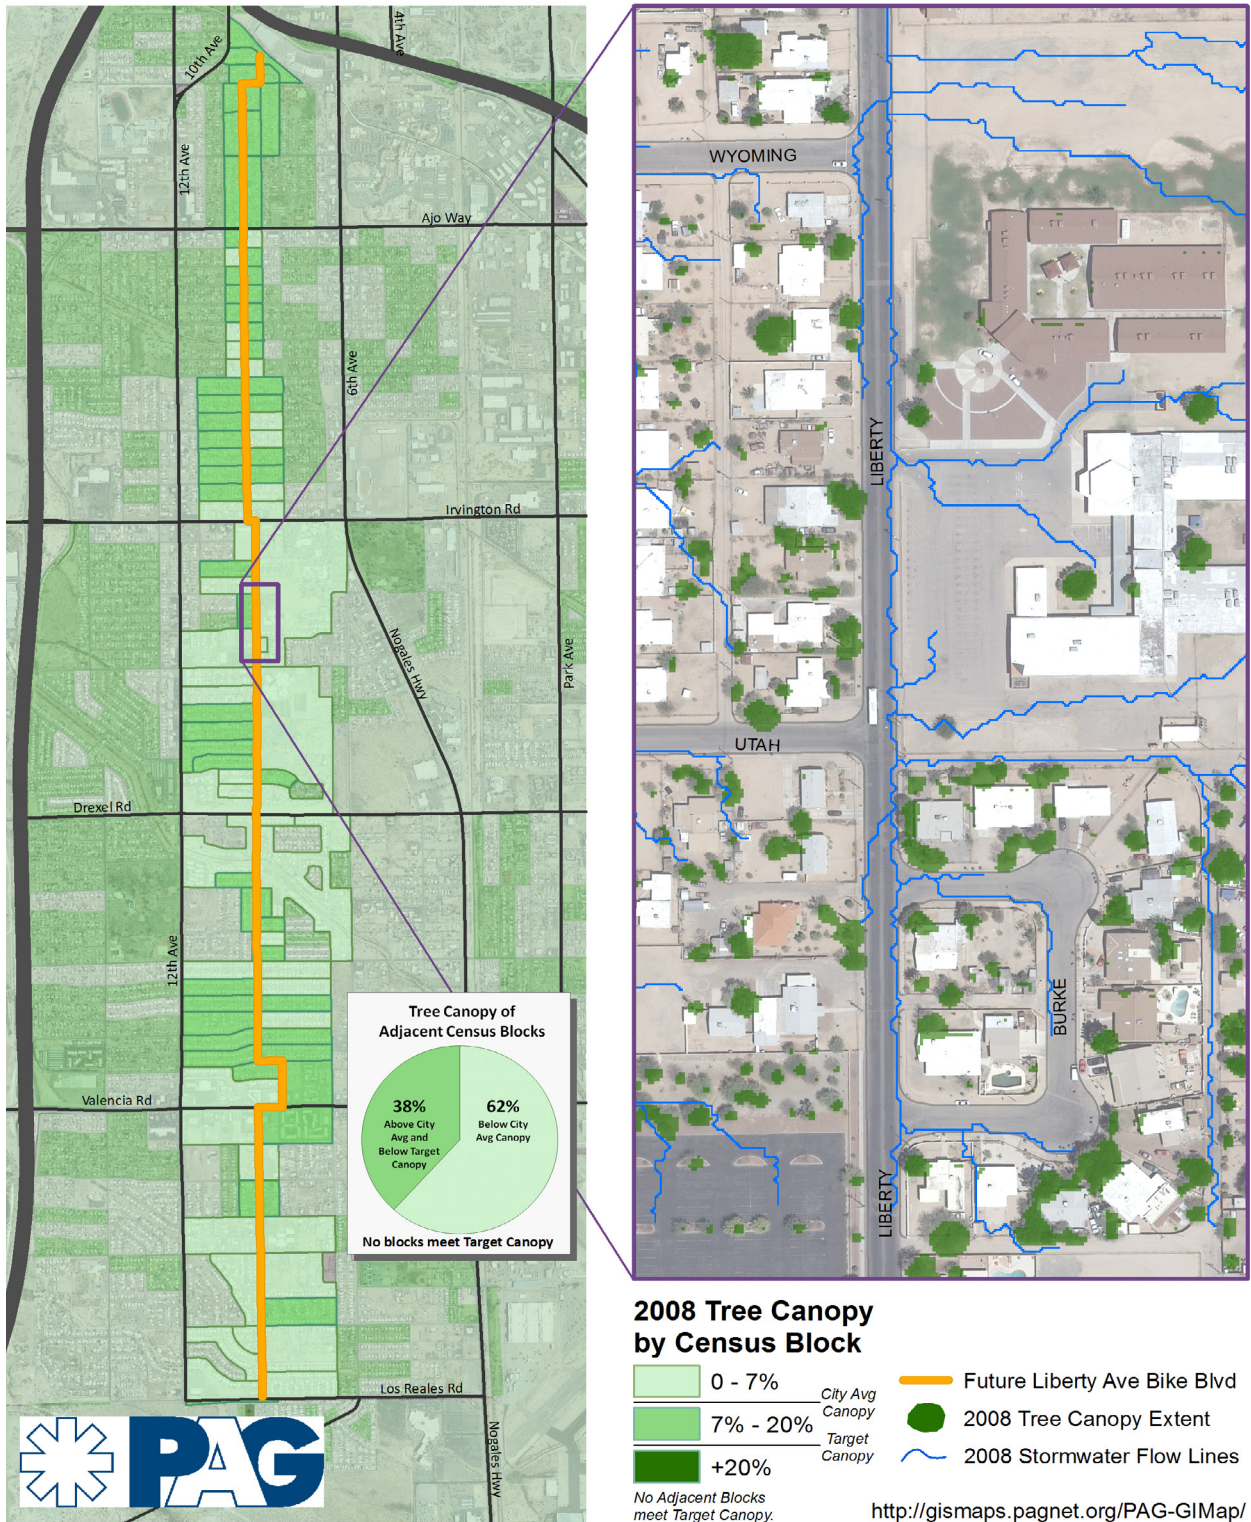 10th Ave
4th Ave
12th Ave
Ajo Way
6th Ave
Irvington Rd
Nogales Hwy
Park Ave
Drexel Rd
12th Ave
Valencia Rd
Los Reales Rd
Nogales Hwy
Tree Canopy of
Adjacent Census Blocks
38%
Above City
Avg and
Below Target
Canopy
62%
Below City
Avg Canopy
No blocks meet Target Canopy
PAG
WYOMING
LIBERTY
UTAH
BURKE
LIBERTY
2008 Tree Canopy
by Census Block
0 - 7%
City Avg
Canopy
7% - 20%
Target
Canopy
+20%
No Adjacent Blocks
meet Target Canopy.
Future Liberty Ave Bike Blvd
2008 Tree Canopy Extent
2008 Stormwater Flow Lines
http://gismaps.pagnet.org/PAG-GIMap/